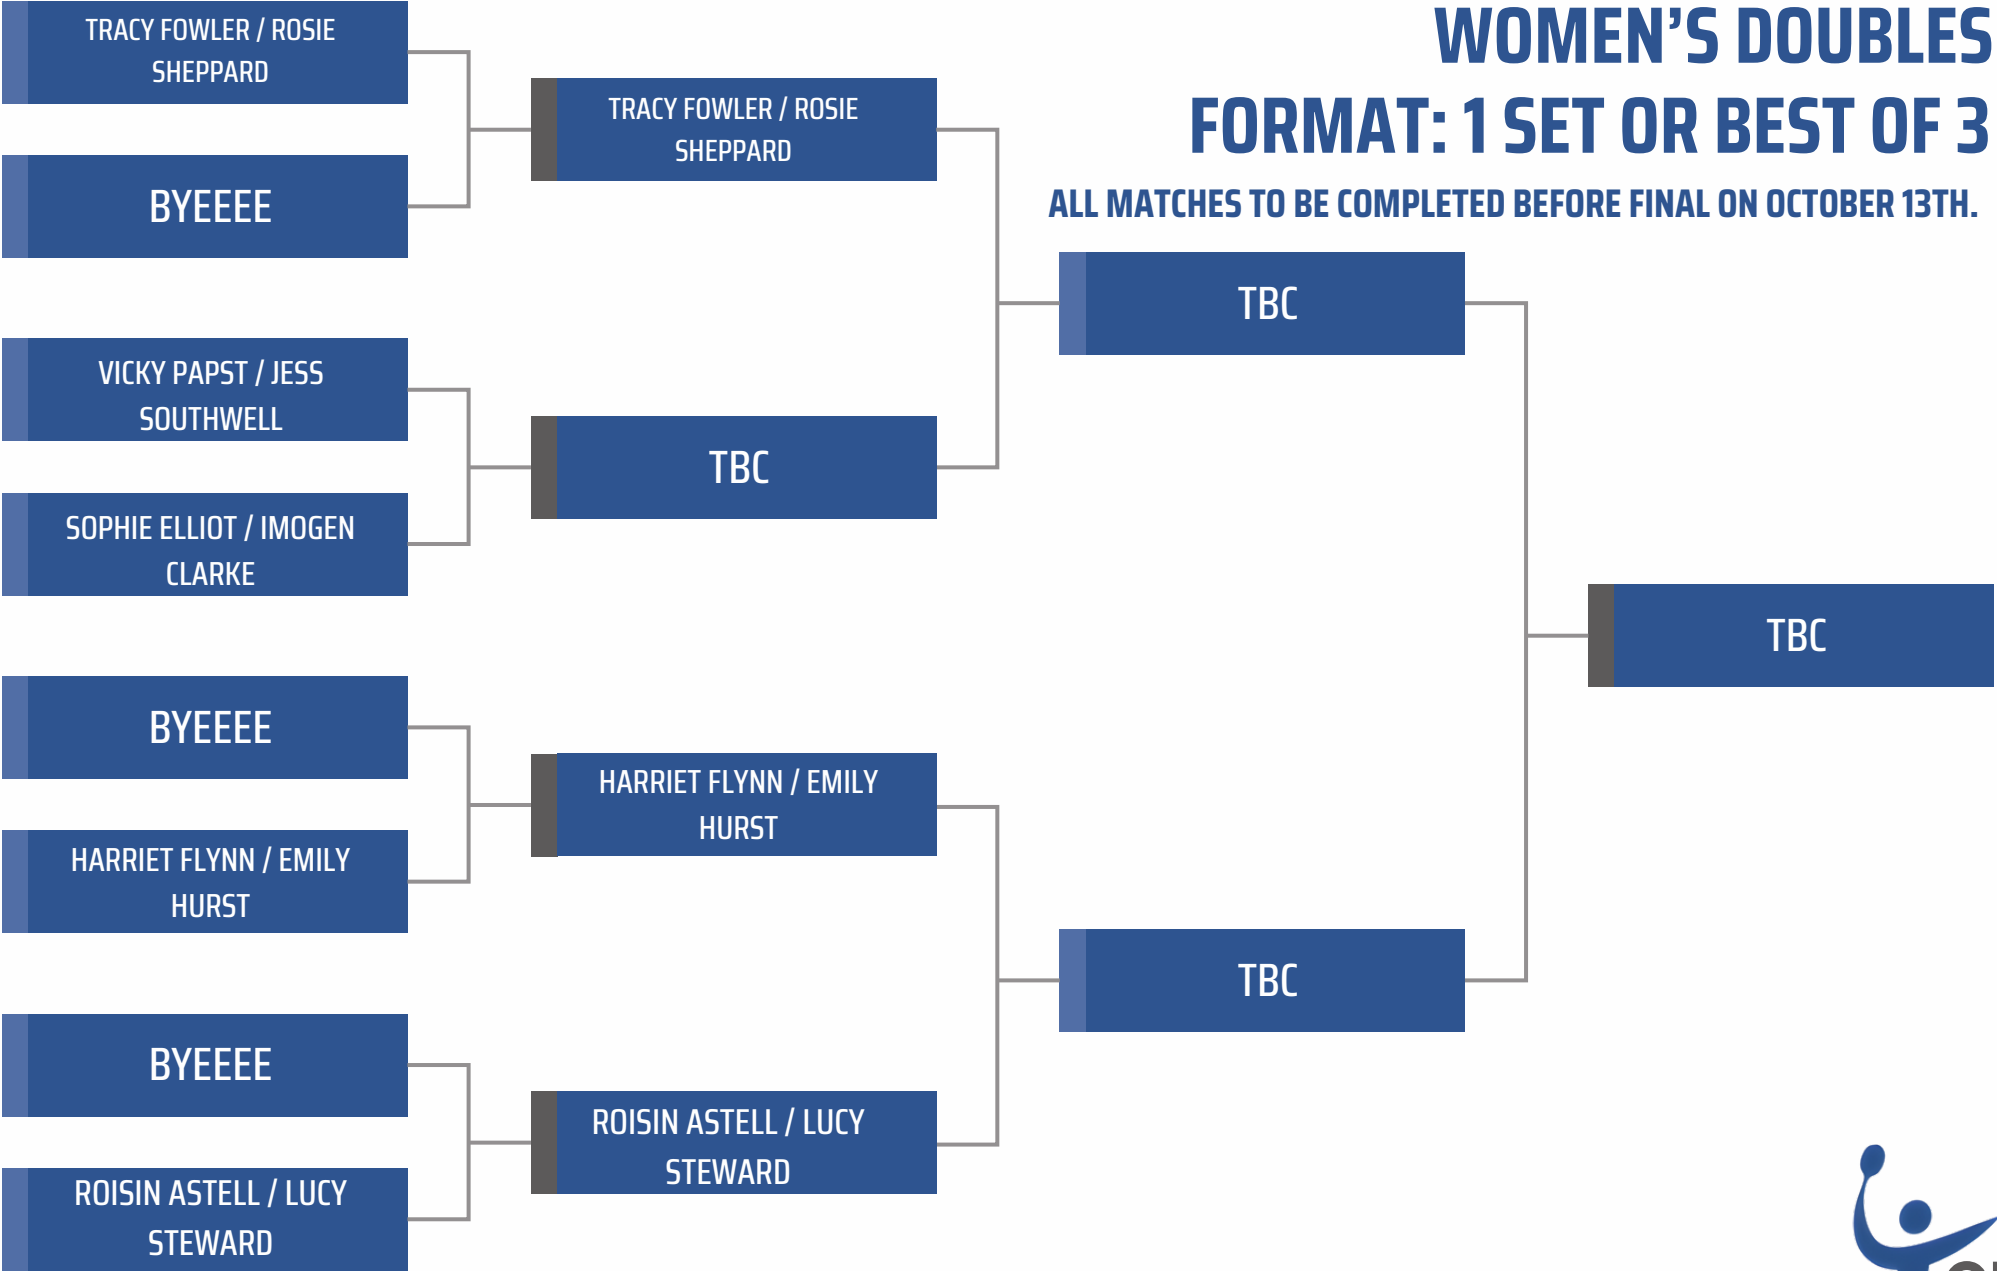 WOMEN’S DOUBLES
FORMAT: 1 SET OR BEST OF 3
ALL MATCHES TO BE COMPLETED BEFORE FINAL ON OCTOBER 13TH.
TRACY FOWLER / ROSIE
SHEPPARD
BYEEEE
VICKY PAPST / JESS
SOUTHWELL
SOPHIE ELLIOT / IMOGEN
CLARKE
BYEEEE
HARRIET FLYNN / EMILY
HURST
BYEEEE
ROISIN ASTELL / LUCY
STEWARD
TRACY FOWLER / ROSIE
SHEPPARD
TBC
HARRIET FLYNN / EMILY
HURST
ROISIN ASTELL / LUCY
STEWARD
TBC
TBC
TBC